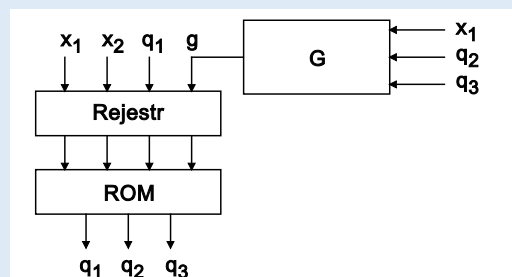 x₁ x₂ q₁ g
G
x₁
q₂
q₃
Rejestr
ROM
q₁ q₂ q₃